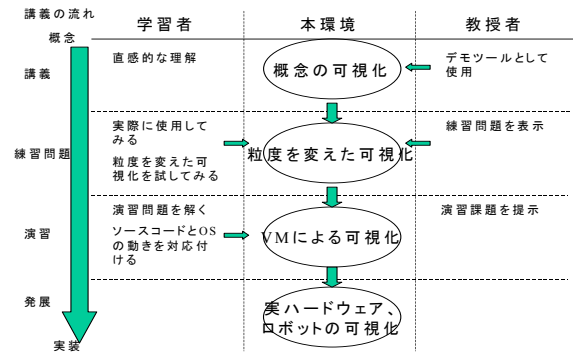 講義の流れ
学習者
本環境
教授者
概念
講義
直感的な理解
概念の可視化
デモツールとして
使用
練習問題
実際に使用して
みる
粒度を変えた可
視化を試してみる
粒度を変えた可視化
練習問題を表示
演習
演習問題を解く
ソースコードとOS
の動きを対応付
ける
VMによる可視化
演習課題を提示
発展
実ハードウェア、
ロボットの可視化
実装